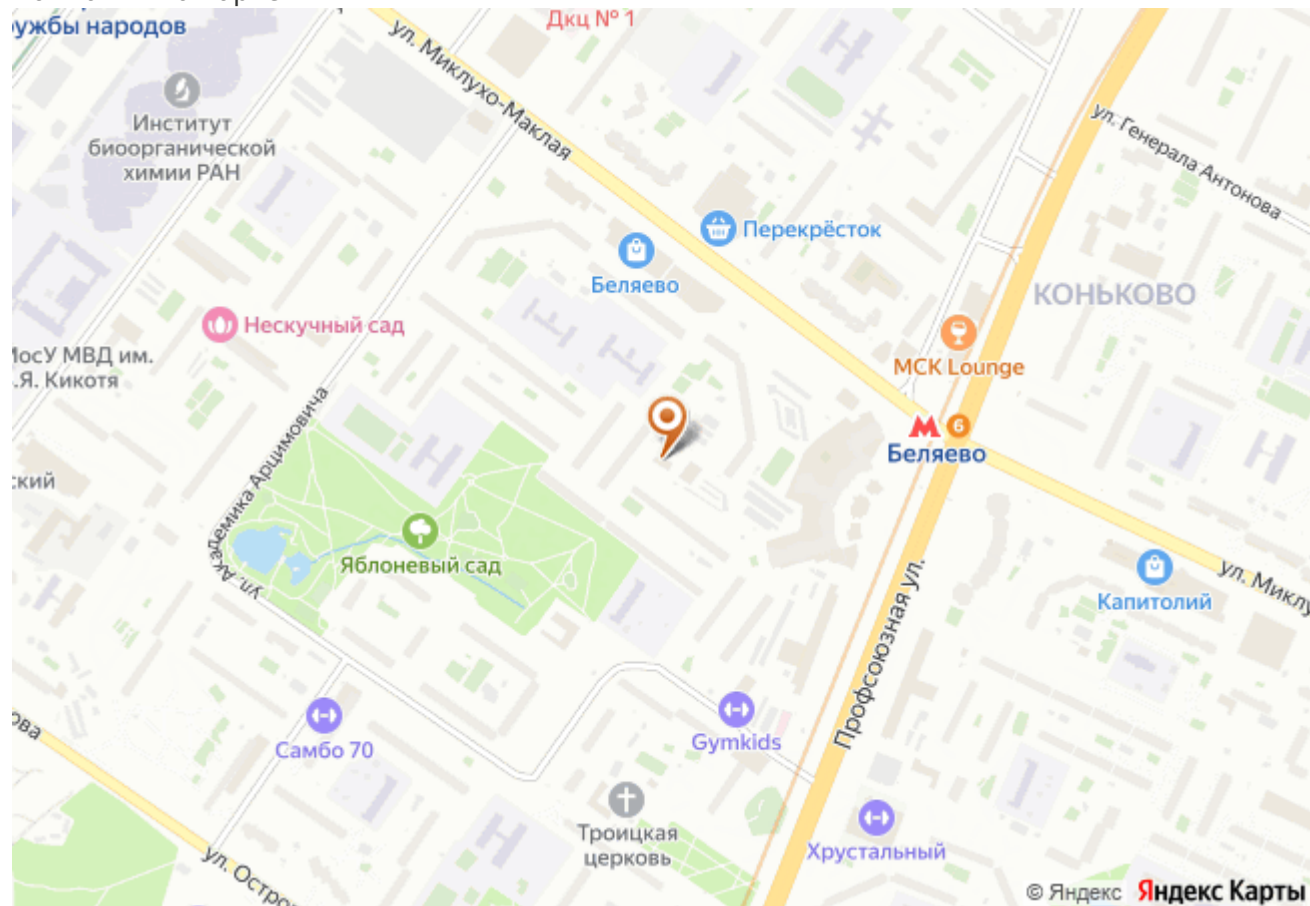 Дкц № 1
ужбы народов
ул. Миклухо-Маклая
Институт
биоорганической
химии РАН
ул. Генерала Антонова
Перекрёсток
Беляево
КОНЬКОВО
Нескучный сад
МСК Lounge
МосУ МВД им.
.Я. Кикотя
6
Беляево
ский
ул. Академика Арцимовича
Яблоневый сад
Капитолий
ул. Миклу
Профсоюзная ул.
ова
Самбо 70
Gymkids
Троицкая
церковь
Хрустальный
ул. Остро
© Яндекс Яндекс Карты